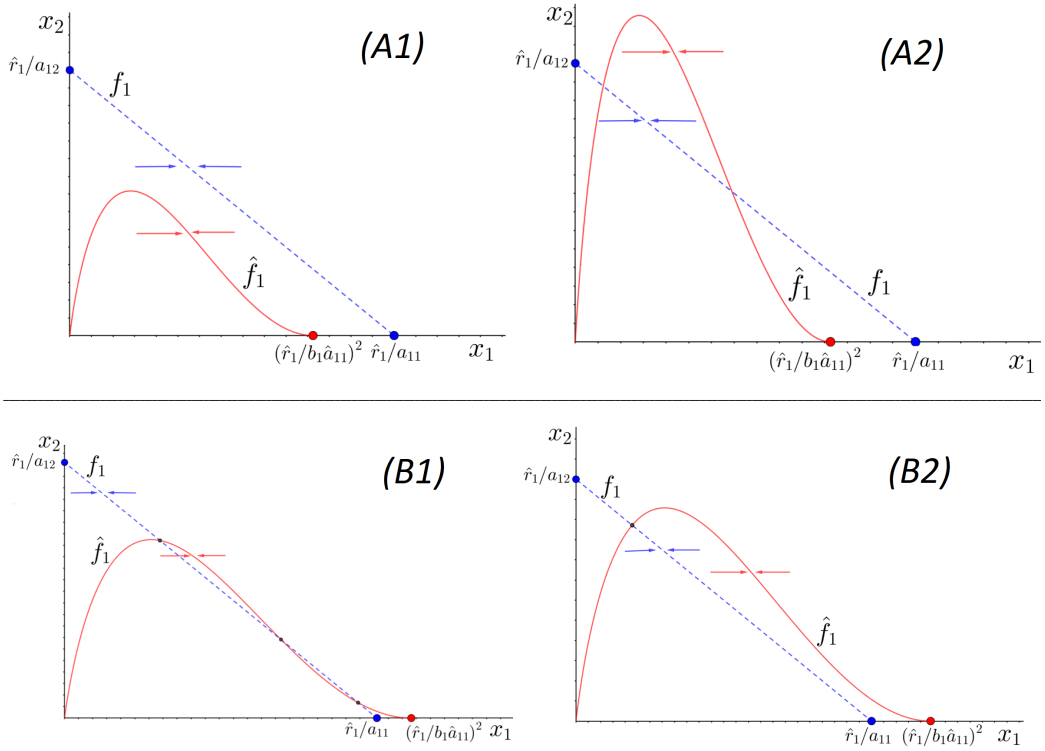 x₂
(A1)
r̂₁/a₁₂
f₁
f̂₁
(r̂₁/b₁â₁₁)² r̂₁/a₁₁ x₁
x₂
(A2)
r̂₁/a₁₂
f̂₁ f₁
(r̂₁/b₁â₁₁)² r̂₁/a₁₁ x₁
x₂
(B1)
r̂₁/a₁₂ f₁
f̂₁
r̂₁/a₁₁ (r̂₁/b₁â₁₁)² x₁
x₂
(B2)
r̂₁/a₁₂ f₁
f̂₁
r̂₁/a₁₁ (r̂₁/b₁â₁₁)² x₁